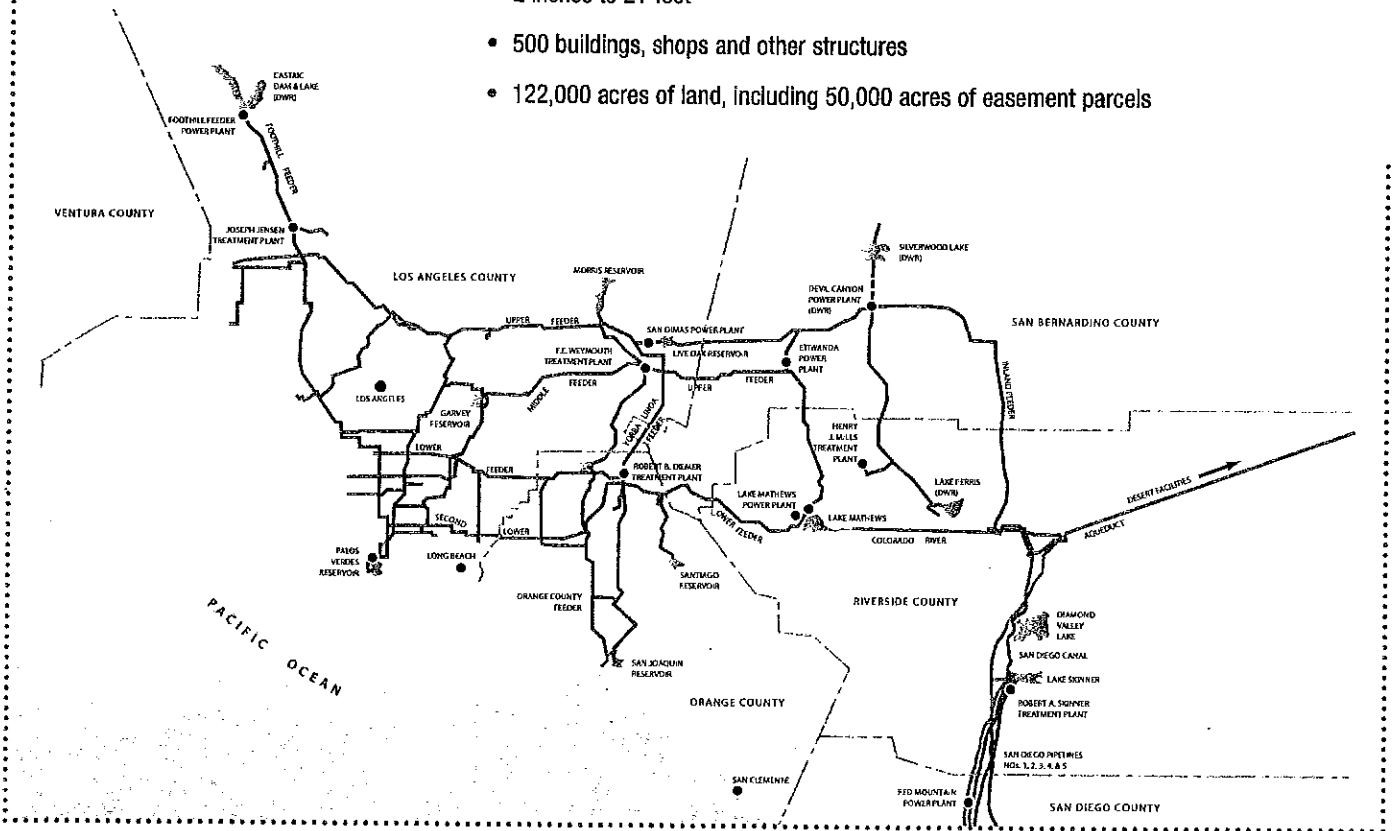 • 500 buildings, shops and other structures
• 122,000 acres of land, including 50,000 acres of easement parcels
CASTAIC
DAM & LAKE
(DWR)
FOOTHILL FEEDER
POWER PLANT
FOOTHILL FEEDER
VENTURA COUNTY
JOSEPH JENSEN
TREATMENT PLANT
LOS ANGELES COUNTY
MORRIS RESERVOIR
SILVERWOOD LAKE
(DWR)
DEVIL CANYON
POWER PLANT
(DWR)
SAN BERNARDINO COUNTY
UPPER FEEDER
SAN DIMAS POWER PLANT
LIVE OAK RESERVOIR
F.E. WEYMOUTH
TREATMENT PLANT
ETIWANDA
POWER
PLANT
UPPER FEEDER
MIDDLE FEEDER
INLAND FEEDER
LOS ANGELES
GARVEY
RESERVOIR
YORBA LINDA
FEEDER
HENRY
J. MILLS
TREATMENT
PLANT
LOWER FEEDER
ROBERT B. DIEMER
TREATMENT PLANT
LAKE MATHEWS
POWER PLANT
LAKE MATHEWS
LAKE PERRIS
(DWR)
DESERT FACILITIES
LOWER FEEDER
COLORADO RIVER
AQUEDUCT
SECOND LOWER
PALOS
VERDES
RESERVOIR
LONG BEACH
SANTIAGO
RESERVOIR
ORANGE COUNTY
FEEDER
RIVERSIDE COUNTY
DIAMOND
VALLEY
LAKE
PACIFIC OCEAN
SAN DIEGO CANAL
SAN JOAQUIN
RESERVOIR
LAKE SKINNER
ORANGE COUNTY
ROBERT A. SKINNER
TREATMENT PLANT
SAN DIEGO PIPELINES
NOs. 1, 2, 3, 4, & 5
SAN CLEMENTE
RED MOUNTAIN
POWER PLANT
SAN DIEGO COUNTY